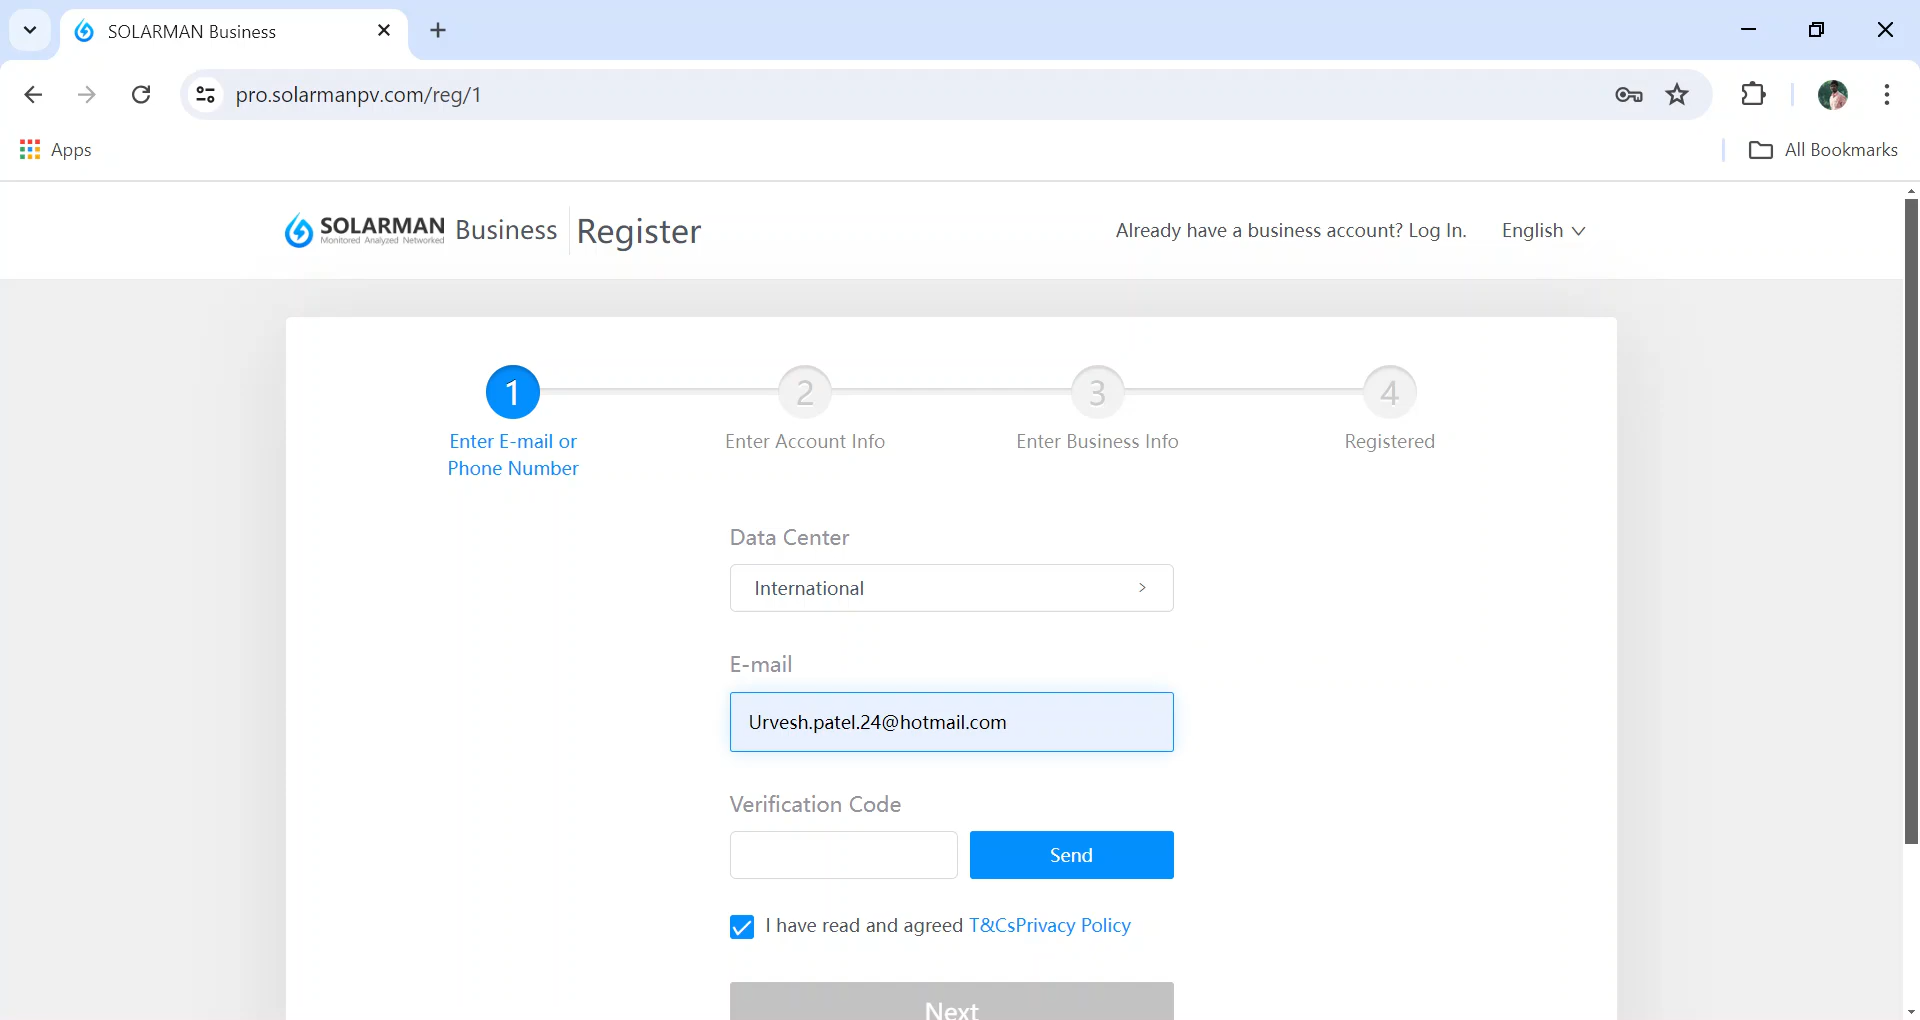 SOLARMAN Business
pro.solarmanpv.com/reg/1
Apps
All Bookmarks
SOLARMAN
Monitored Analyzed Networked
Business
Register
Already have a business account? Log In.
English
1
2
3
4
Enter E-mail or
Phone Number
Enter Account Info
Enter Business Info
Registered
Data Center
International
E-mail
Urvesh.patel.24@hotmail.com
Verification Code
Send
I have read and agreed T&CsPrivacy Policy
Next